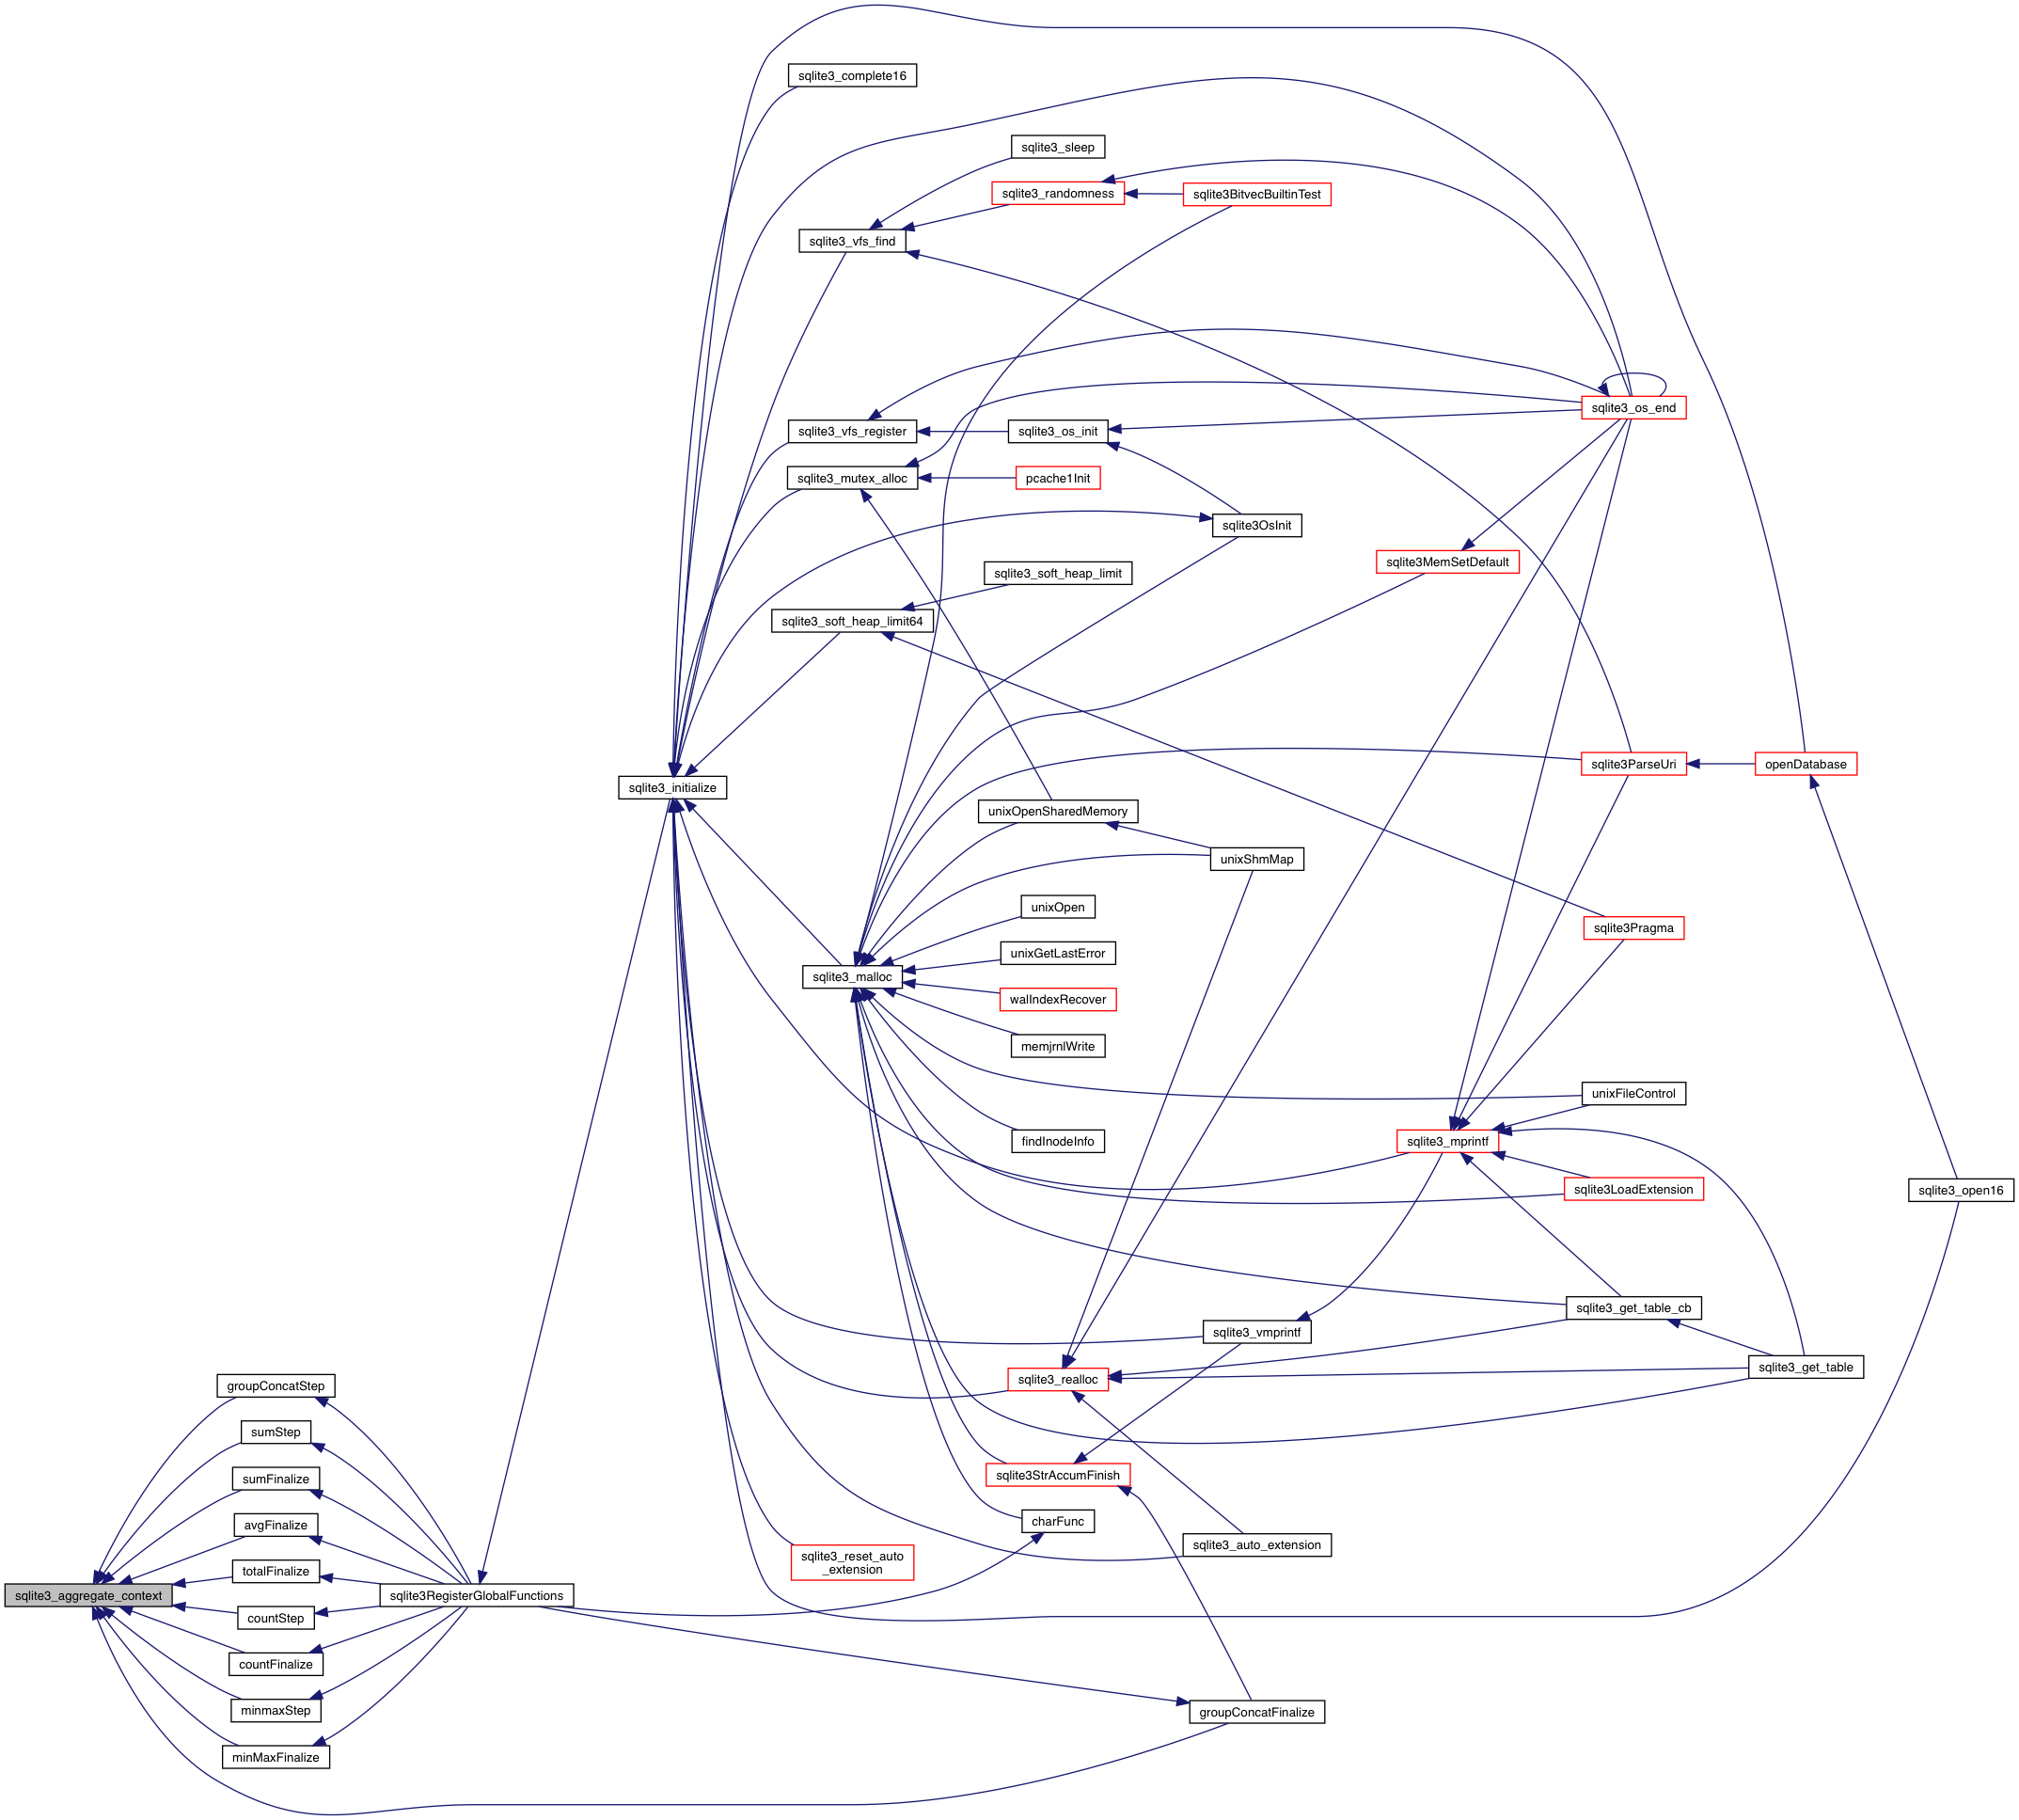 sqlite3_complete16
sqlite3_sleep
sqlite3_randomness
sqlite3BitvecBuiltinTest
sqlite3_vfs_find
sqlite3_os_end
sqlite3_vfs_register
sqlite3_os_init
sqlite3_mutex_alloc
pcache1Init
sqlite3OsInit
sqlite3MemSetDefault
sqlite3_soft_heap_limit
sqlite3_soft_heap_limit64
sqlite3ParseUri
openDatabase
sqlite3_initialize
unixOpenSharedMemory
unixShmMap
unixOpen
sqlite3Pragma
unixGetLastError
sqlite3_malloc
walIndexRecover
memjrnlWrite
unixFileControl
findInodeInfo
sqlite3_mprintf
sqlite3LoadExtension
sqlite3_open16
sqlite3_get_table_cb
sqlite3_vmprintf
sqlite3_get_table
sqlite3_realloc
groupConcatStep
sumStep
sqlite3StrAccumFinish
sumFinalize
charFunc
avgFinalize
sqlite3_auto_extension
sqlite3_reset_auto
_extension
totalFinalize
sqlite3_aggregate_context
sqlite3RegisterGlobalFunctions
countStep
countFinalize
minmaxStep
groupConcatFinalize
minMaxFinalize